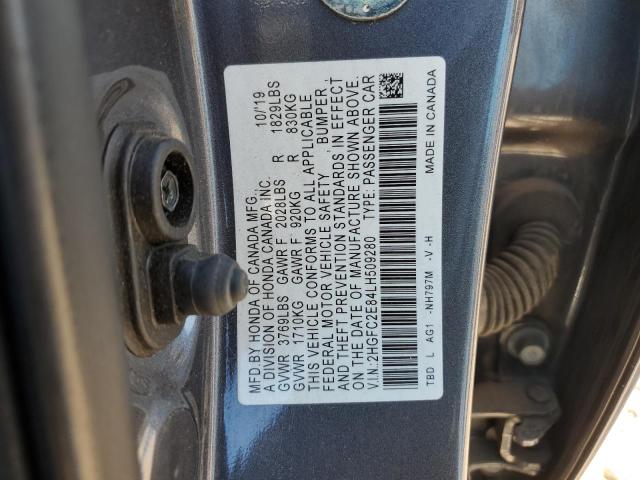 MFD.BY HONDA OF CANADA MFG., 10/19
A DIVISION OF HONDA CANADA INC.
GVWR 3769LBS GAWR F 2028LBS R 1829LBS
GVWR 1710KG GAWR F 920KG R 830KG
THIS VEHICLE CONFORMS TO ALL APPLICABLE
FEDERAL MOTOR VEHICLE SAFETY , BUMPER ,
AND THEFT PREVENTION STANDARDS IN EFFECT
ON THE DATE OF MANUFACTURE SHOWN ABOVE.
V.I.N.:2HGFC2E84LH509280 TYPE: PASSENGER CAR
TBD L AG1 -NH797M -V -H MADE IN CANADA